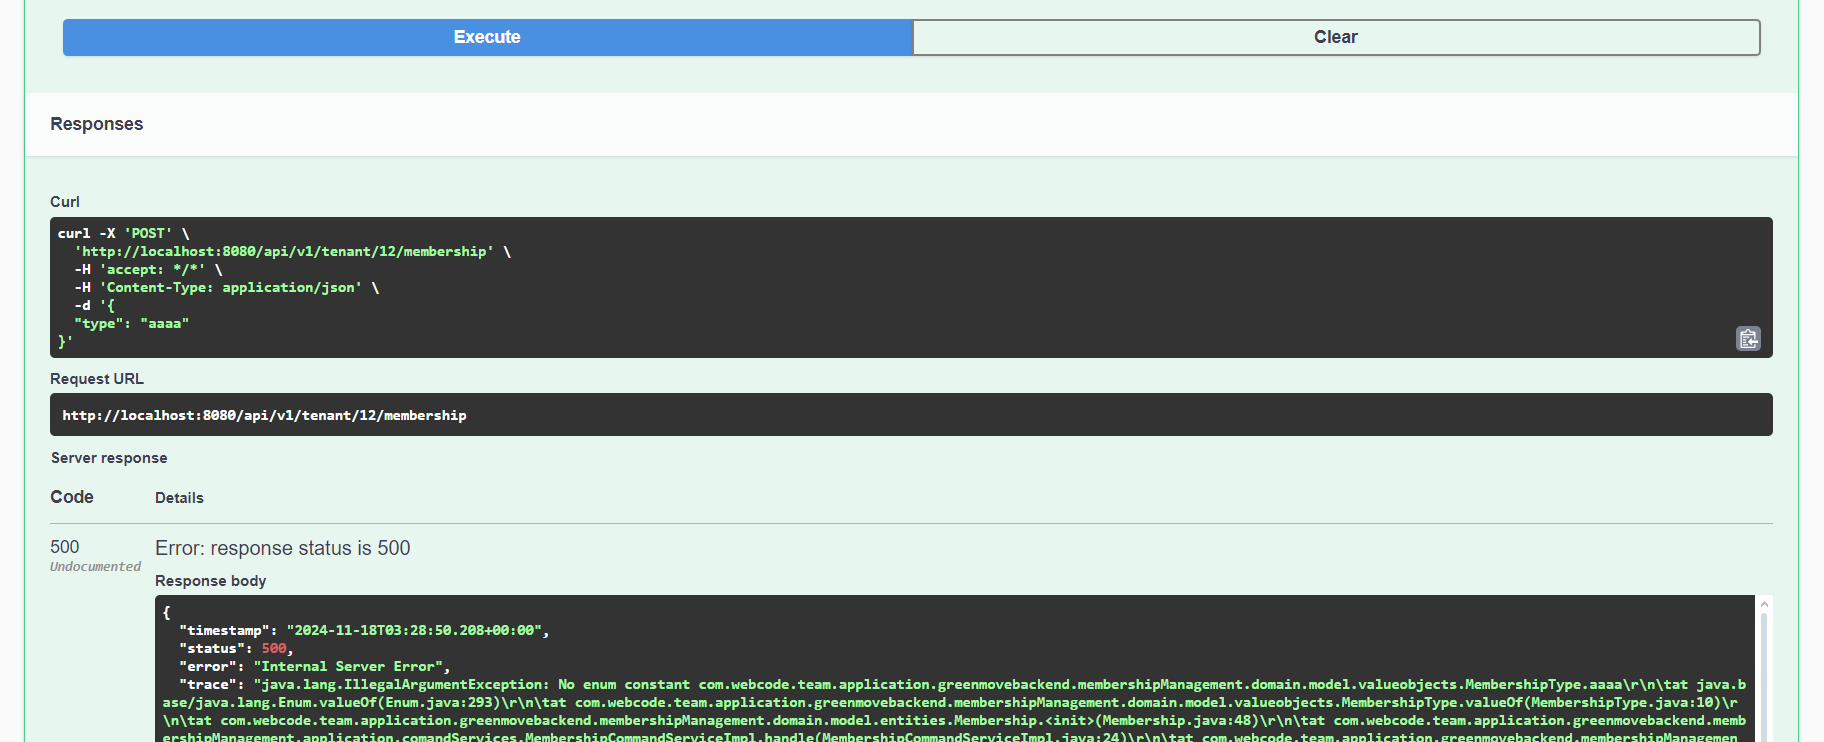 Execute Clear
Responses
Curl
curl -X 'POST' \
'http://localhost:8080/api/v1/tenant/12/membership' \
-H 'accept: */*' \
-H 'Content-Type: application/json' \
-d '{
"type": "aaaa"
}'
Request URL
http://localhost:8080/api/v1/tenant/12/membership
Server response
Code Details
500 Error: response status is 500
Undocumented
Response body
{
"timestamp": "2024-11-18T03:28:50.208+00:00",
"status": 500,
"error": "Internal Server Error",
"trace": "java.lang.IllegalArgumentException: No enum constant com.webcode.team.application.greenmovebackend.membershipManagement.domain.model.valueobjects.MembershipType.aaaa\r\n\tat java.b
ase/java.lang.Enum.valueOf(Enum.java:293)\r\n\tat com.webcode.team.application.greenmovebackend.membershipManagement.domain.model.valueobjects.MembershipType.valueOf(MembershipType.java:10)\r
\n\tat com.webcode.team.application.greenmovebackend.membershipManagement.domain.model.entities.Membership.<init>(Membership.java:48)\r\n\tat com.webcode.team.application.greenmovebackend.memb
ershipManagement.application.comandServices.MembershipCommandServiceImpl.handle(MembershipCommandServiceImpl.java:24)\r\n\tat com.webcode.team.application.greenmovebackend.membershipManagemen